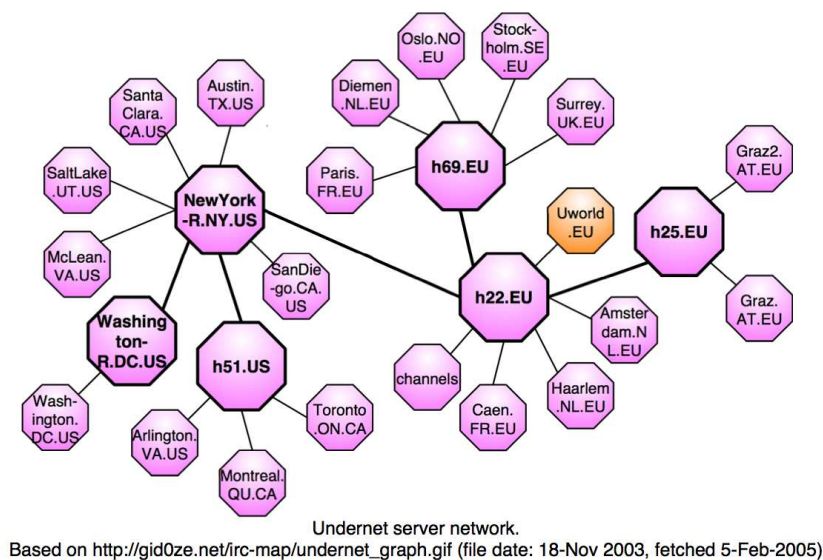 Oslo.NO
.EU
Stock-
holm.SE
.EU
Diemen
.NL.EU
Surrey.
UK.EU
Paris.
FR.EU
h69.EU
Santa
Clara.
CA.US
Austin.
TX.US
SaltLake
.UT.US
NewYork
-R.NY.US
McLean.
VA.US
SanDie
-go.CA.
US
Washing
ton-
R.DC.US
h51.US
Wash-
ington.
DC.US
Arlington.
VA.US
Montreal.
QU.CA
Toronto
.ON.CA
Uworld
.EU
h25.EU
Graz2.
AT.EU
Graz.
AT.EU
h22.EU
Amster
dam.N
L.EU
channels
Caen.
FR.EU
Haarlem
.NL.EU
Undernet server network.
Based on http://gid0ze.net/irc-map/undernet_graph.gif (file date: 18-Nov 2003, fetched 5-Feb-2005)